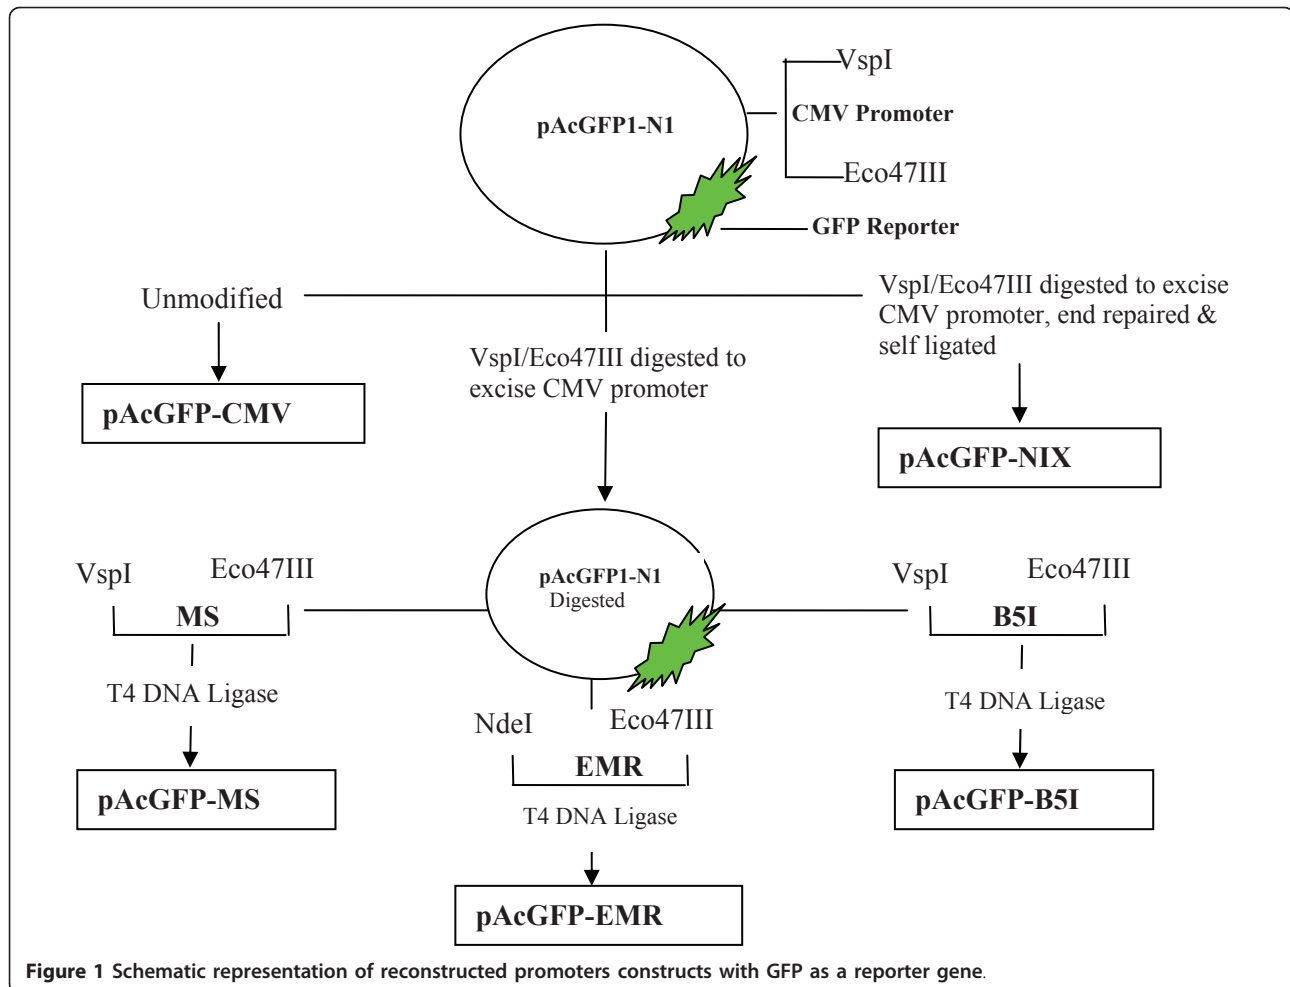 VspI
pAcGFP1-N1
CMV Promoter
Eco47III
GFP Reporter
Unmodified
VspI/Eco47III digested to
excise CMV promoter
VspI/Eco47III digested to excise
CMV promoter, end repaired &
self ligated
pAcGFP-CMV
pAcGFP-NIX
pAcGFP1-N1
Digested
VspI
Eco47III
MS
T4 DNA Ligase
pAcGFP-MS
NdeI
Eco47III
EMR
T4 DNA Ligase
pAcGFP-EMR
VspI
Eco47III
B5I
T4 DNA Ligase
pAcGFP-B5I
Figure 1 Schematic representation of reconstructed promoters constructs with GFP as a reporter gene.